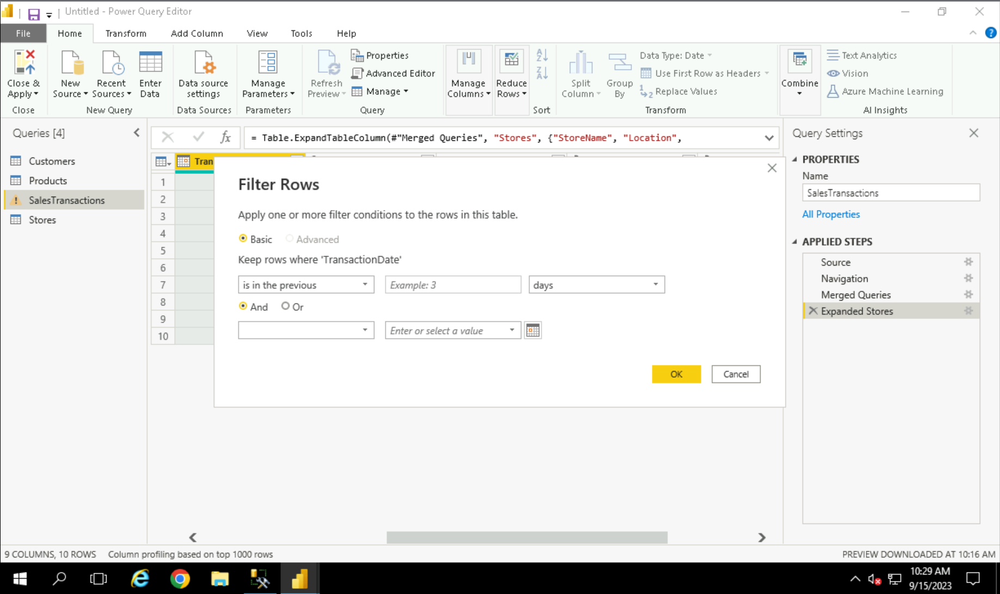 Untitled - Power Query Editor
File Home Transform Add Column View Tools Help
Close & Apply
New Source
Recent Sources
Enter Data
Data source settings
Manage Parameters
Refresh Preview
Properties
Advanced Editor
Manage
Manage Columns
Reduce Rows
Split Column
Group By
Data Type: Date
Use First Row as Headers
Replace Values
Combine
Text Analytics
Vision
Azure Machine Learning
Close New Query Data Sources Parameters Query Sort Transform AI Insights
Queries [4]
Customers
Products
SalesTransactions
Stores
fx
= Table.ExpandTableColumn(#"Merged Queries", "Stores", {"StoreName", "Location",
Tran
1
2
3
4
5
6
7
8
9
10
Filter Rows
Apply one or more filter conditions to the rows in this table.
Basic Advanced
Keep rows where 'TransactionDate'
is in the previous Example: 3 days
And Or
Enter or select a value
OK Cancel
Query Settings
PROPERTIES
Name
SalesTransactions
All Properties
APPLIED STEPS
Source
Navigation
Merged Queries
Expanded Stores
9 COLUMNS, 10 ROWS Column profiling based on top 1000 rows
PREVIEW DOWNLOADED AT 10:16 AM
10:29 AM
9/15/2023